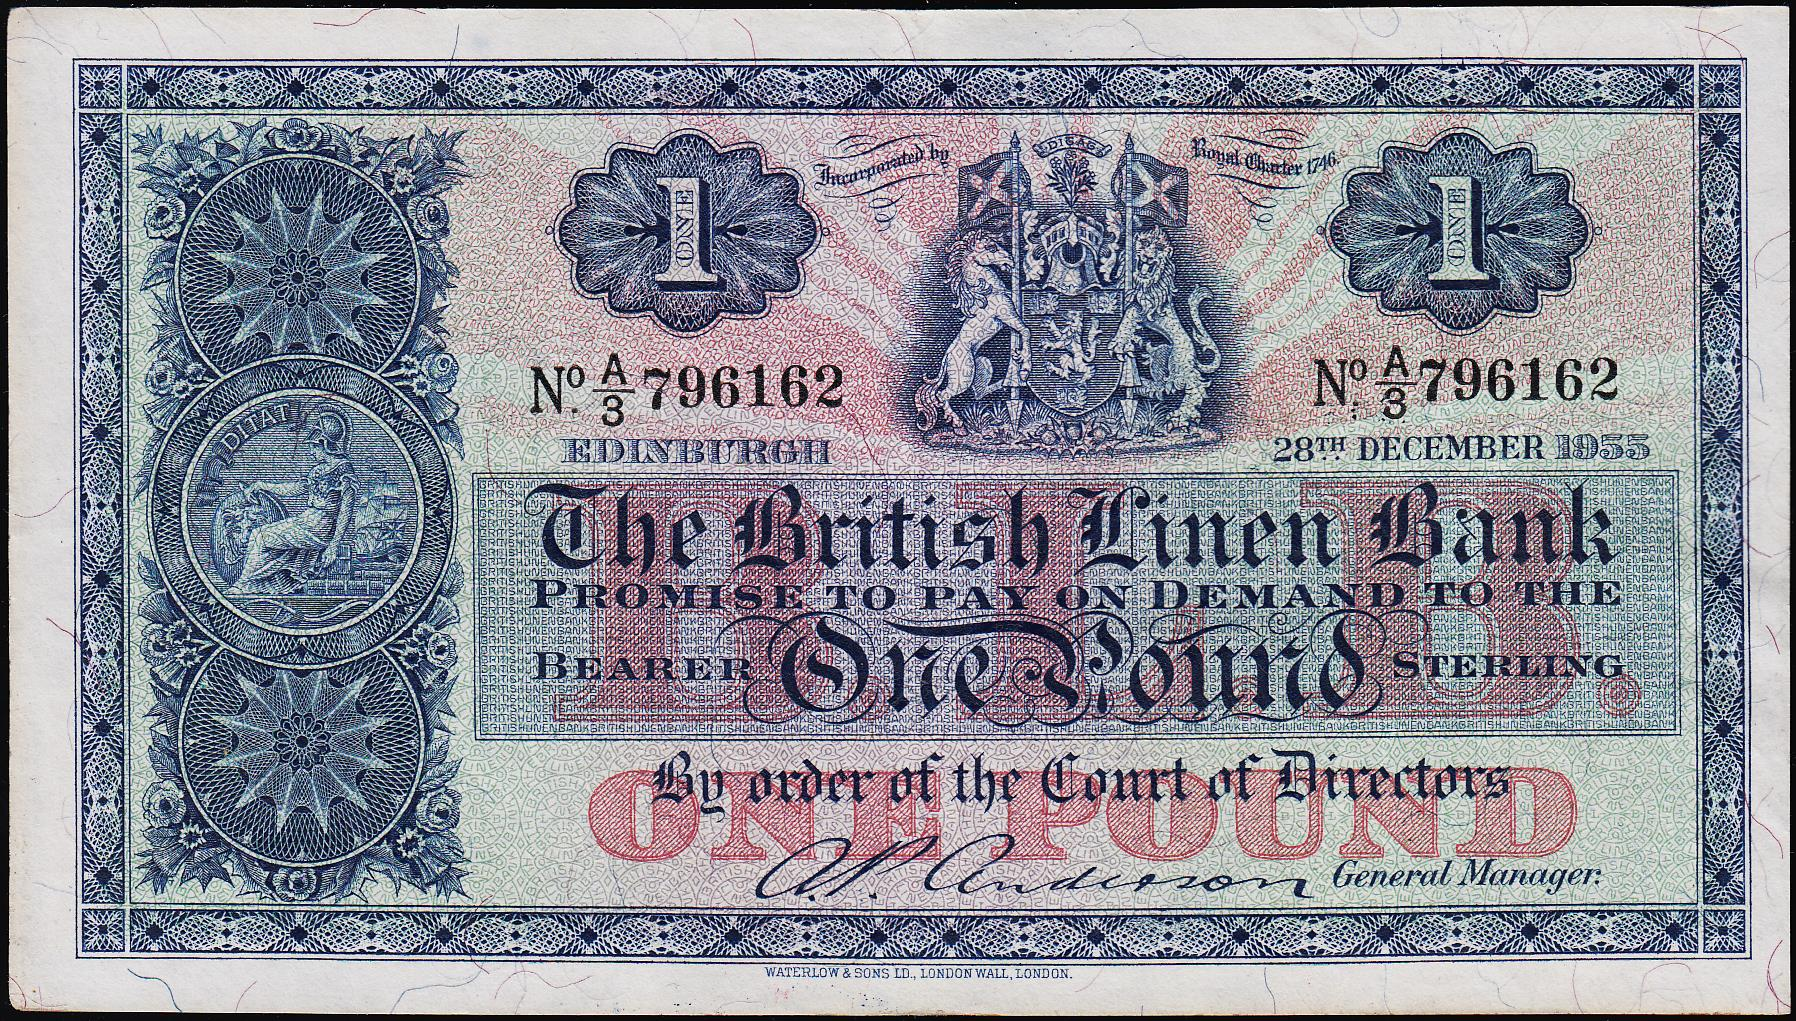 Incorporated by Royal Charter 1746.
DISAE
1 ONE
1 ONE
DITAT
No. A/3 796162
No. A/3 796162
EDINBURGH
28TH DECEMBER 1955
The British Linen Bank
PROMISE TO PAY ON DEMAND TO THE
BEARER One Pound STERLING.
B.L.B.
By order of the Court of Directors
ONE POUND
A.P. Anderson General Manager.
WATERLOW & SONS LD., LONDON WALL, LONDON.